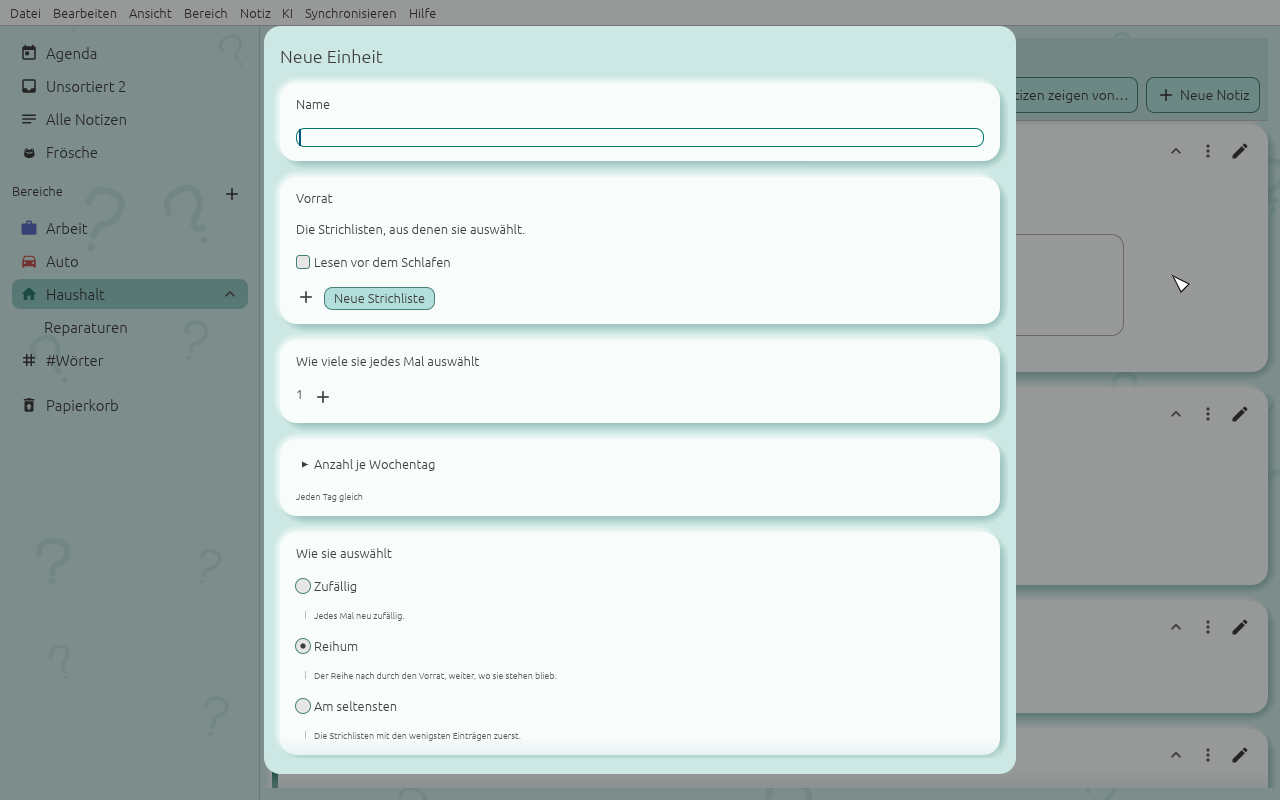 Datei Bearbeiten Ansicht Bereich Notiz KI Synchronisieren Hilfe
Agenda
Unsortiert 2
Alle Notizen
Frösche
Bereiche
Arbeit
Auto
Haushalt
Reparaturen
#Wörter
Papierkorb
Neue Einheit
Name
Vorrat
Die Strichlisten, aus denen sie auswählt.
Lesen vor dem Schlafen
Neue Strichliste
Wie viele sie jedes Mal auswählt
1
Anzahl je Wochentag
Jeden Tag gleich
Wie sie auswählt
Zufällig
Jedes Mal neu zufällig.
Reihum
Der Reihe nach durch den Vorrat, weiter, wo sie stehen blieb.
Am seltensten
Die Strichlisten mit den wenigsten Einträgen zuerst.
zeigen von…
Neue Notiz